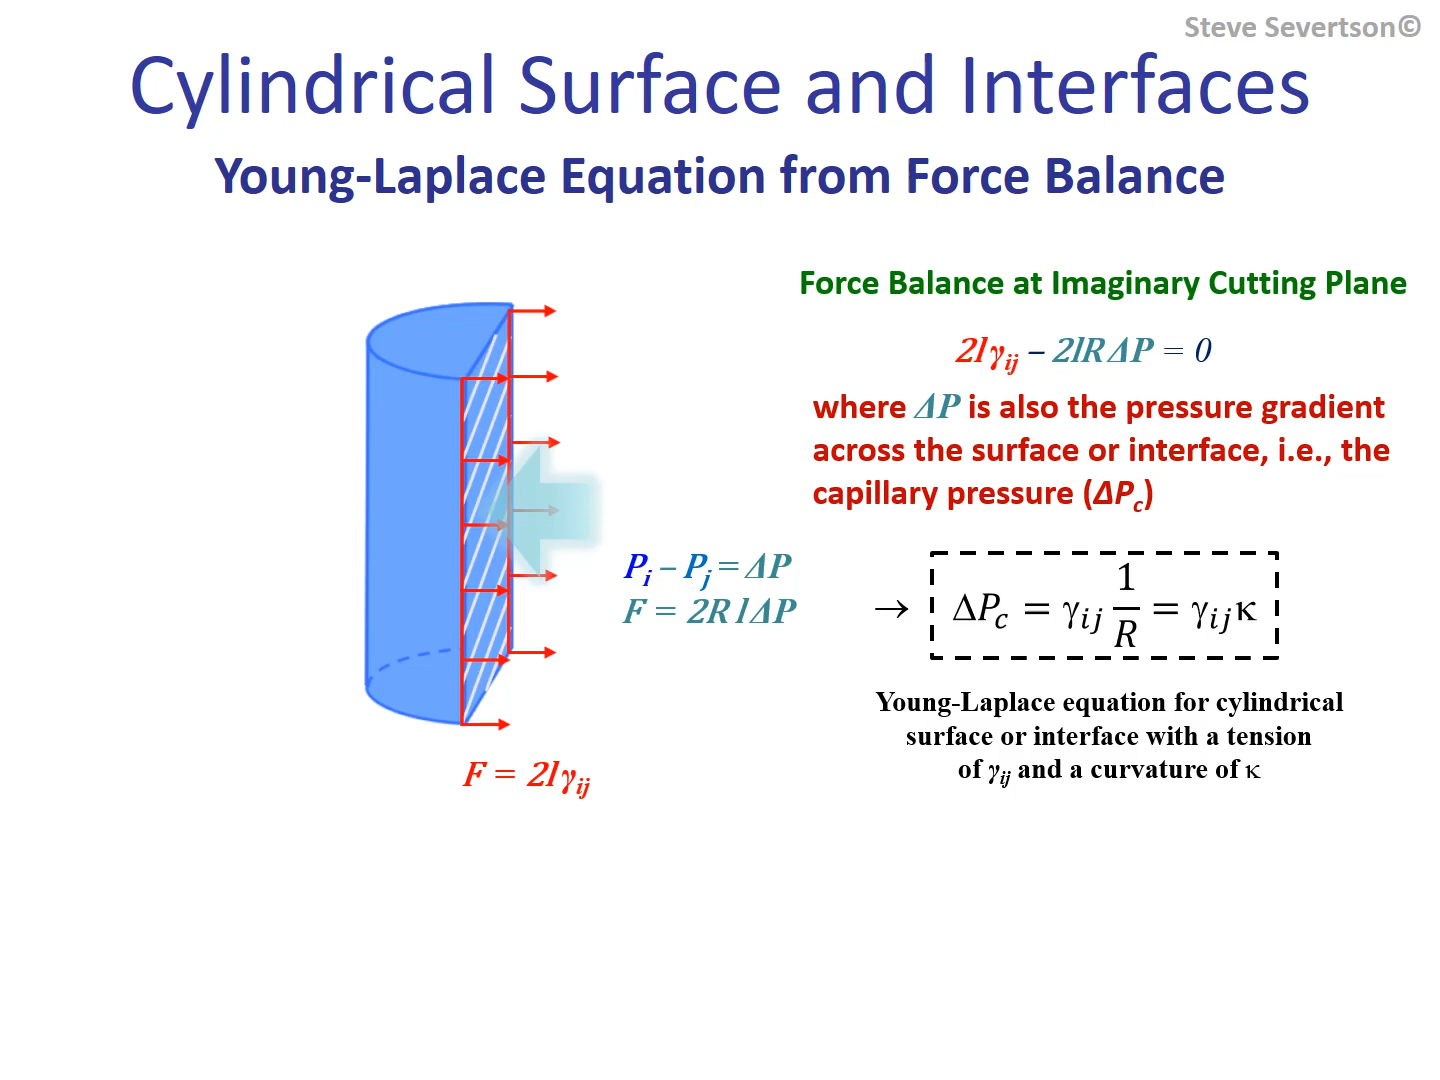 Steve Severtson©
Cylindrical Surface and Interfaces
Young-Laplace Equation from Force Balance
Force Balance at Imaginary Cutting Plane
2lγᵢⱼ – 2lRΔP = 0
where ΔP is also the pressure gradient
across the surface or interface, i.e., the
capillary pressure (ΔP_c)
Pᵢ – Pⱼ = ΔP
F = 2RlΔP
→ ΔP_c = γᵢⱼ 1/R = γᵢⱼκ
Young-Laplace equation for cylindrical
surface or interface with a tension
of γᵢⱼ and a curvature of κ
F = 2lγᵢⱼ